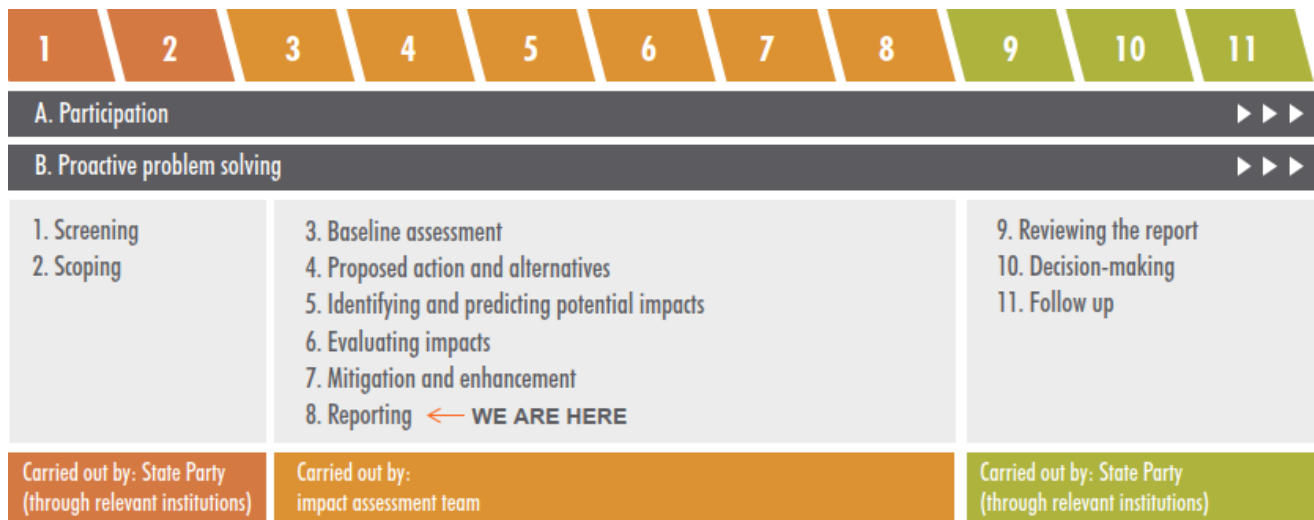 1 2 3 4 5 6 7 8 9 10 11
A. Participation
B. Proactive problem solving
1. Screening
2. Scoping
3. Baseline assessment
4. Proposed action and alternatives
5. Identifying and predicting potential impacts
6. Evaluating impacts
7. Mitigation and enhancement
8. Reporting ← WE ARE HERE
9. Reviewing the report
10. Decision-making
11. Follow up
Carried out by: State Party
(through relevant institutions)
Carried out by:
impact assessment team
Carried out by: State Party
(through relevant institutions)